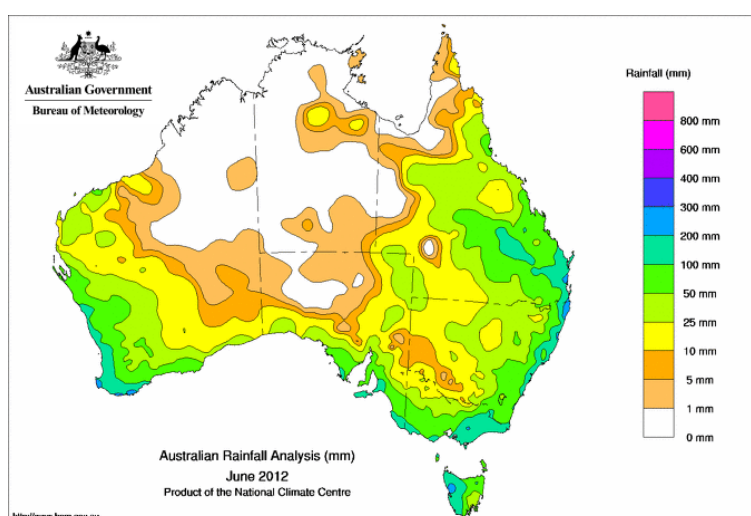 Australian Government
Bureau of Meteorology
Rainfall (mm)
800 mm
600 mm
400 mm
300 mm
200 mm
100 mm
50 mm
25 mm
10 mm
5 mm
1 mm
0 mm
Australian Rainfall Analysis (mm)
June 2012
Product of the National Climate Centre